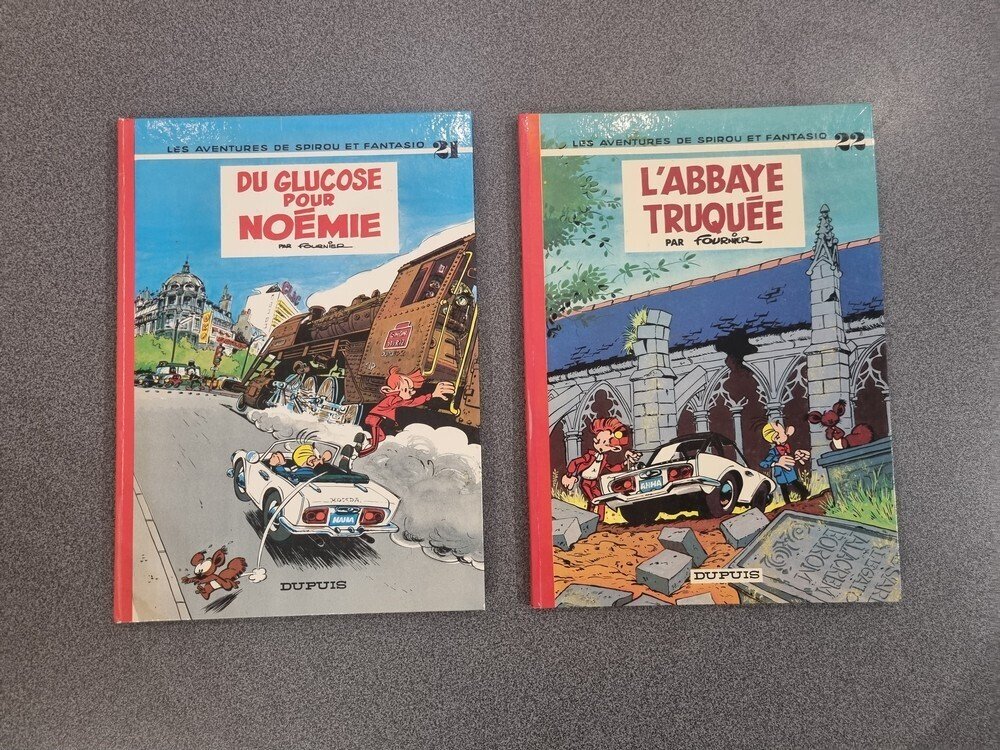 LES AVENTURES DE SPIROU ET FANTASIO 21
DU GLUCOSE
POUR
NOÉMIE
PAR FOURNIER
HONDA
DUPUIS
LES AVENTURES DE SPIROU ET FANTASIO 22
L'ABBAYE
TRUQUÉE
PAR FOURNIER
DUPUIS